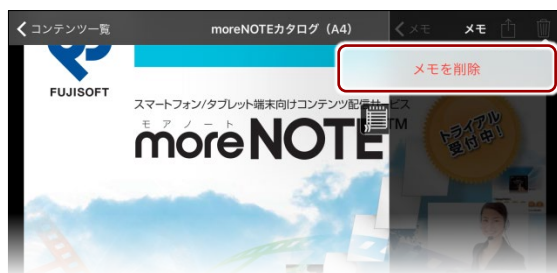 コンテンツ一覧
moreNOTEカタログ（A4）
メモ
メモ
メモを削除
FUJISOFT
スマートフォン/タブレット端末向けコンテンツ配信サービス
モアノート
moreNOTE TM
トライアル
受付中！